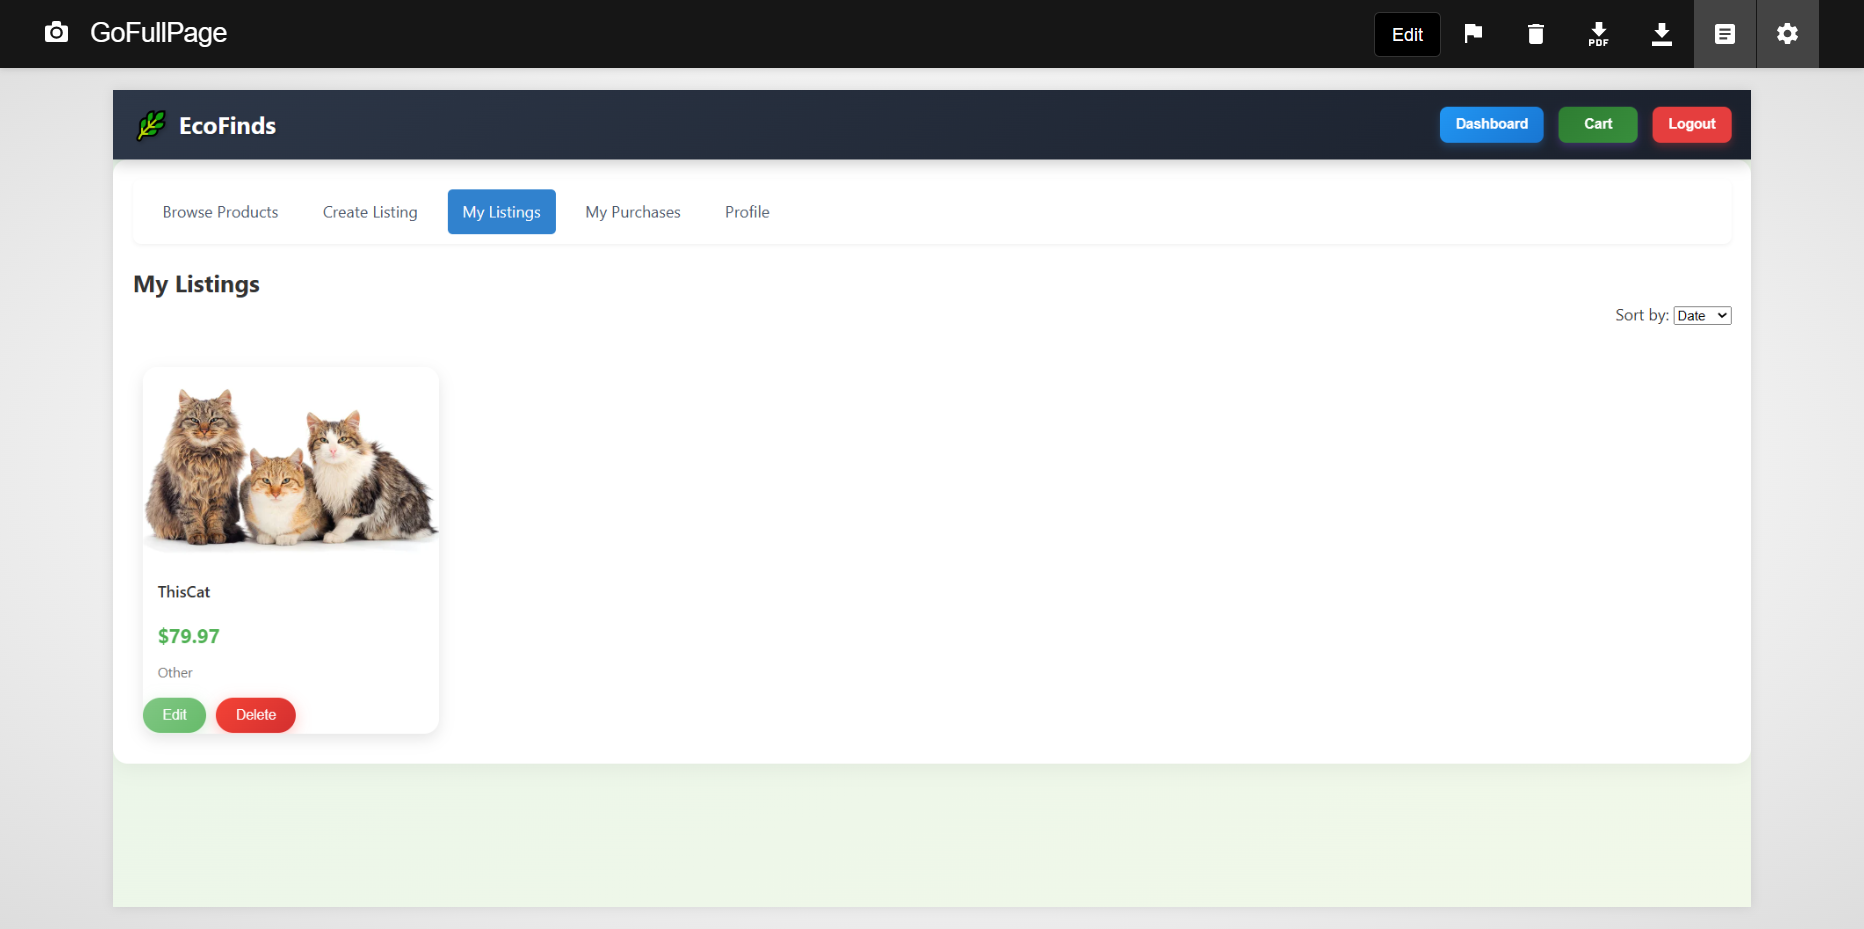 GoFullPage
Edit
PDF
EcoFinds
Dashboard
Cart
Logout
Browse Products
Create Listing
My Listings
My Purchases
Profile
My Listings
Sort by: Date
ThisCat
$79.97
Other
Edit
Delete